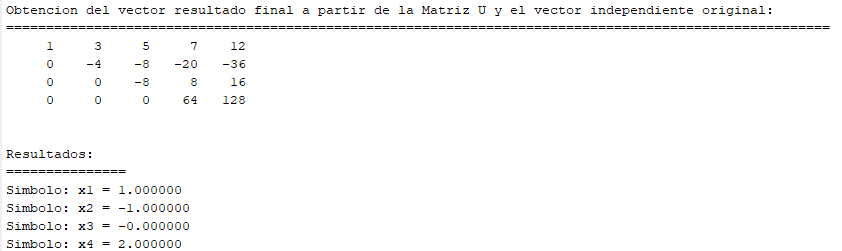 Obtencion del vector resultado final a partir de la Matriz U y el vector independiente original:
=======================================================================================================
1 3 5 7 12
0 -4 -8 -20 -36
0 0 -8 8 16
0 0 0 64 128
Resultados:
===============
Simbolo: x1 = 1.000000
Simbolo: x2 = -1.000000
Simbolo: x3 = -0.000000
Simbolo: x4 = 2.000000